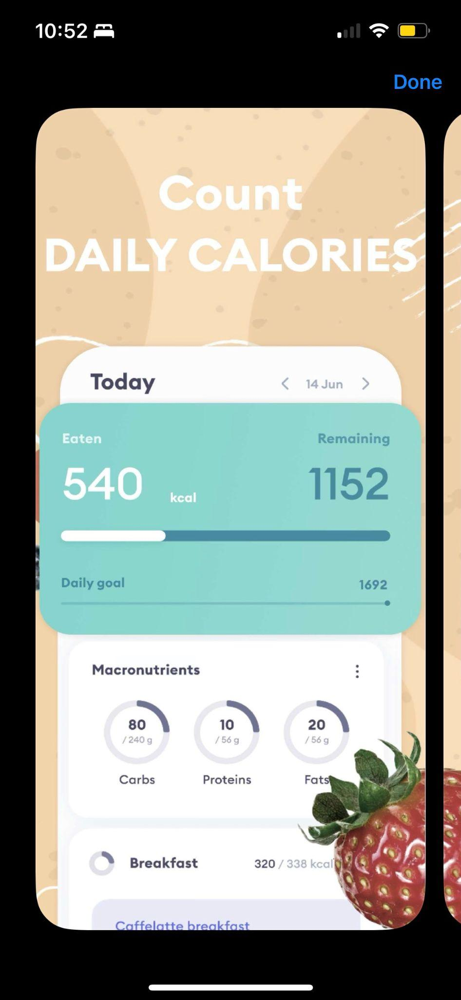 10:52
Done
Count
DAILY CALORIES
Today
14 Jun
Eaten
Remaining
540 kcal
1152
Daily goal
1692
Macronutrients
80
/ 240 g
Carbs
10
/ 56 g
Proteins
20
/ 56 g
Fats
Breakfast
320 / 338 kcal
Caffelatte breakfast